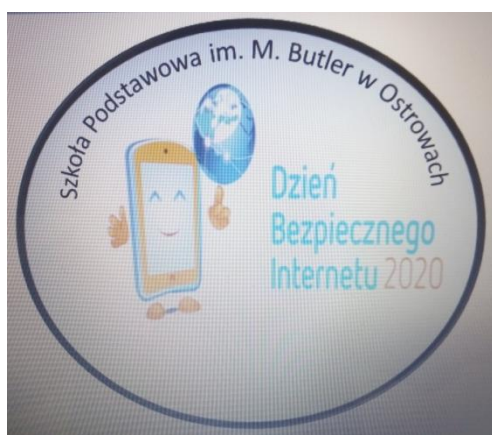 Szkoła Podstawowa im. M. Butler w Ostrowach
Dzień
Bezpiecznego
Internetu 2020